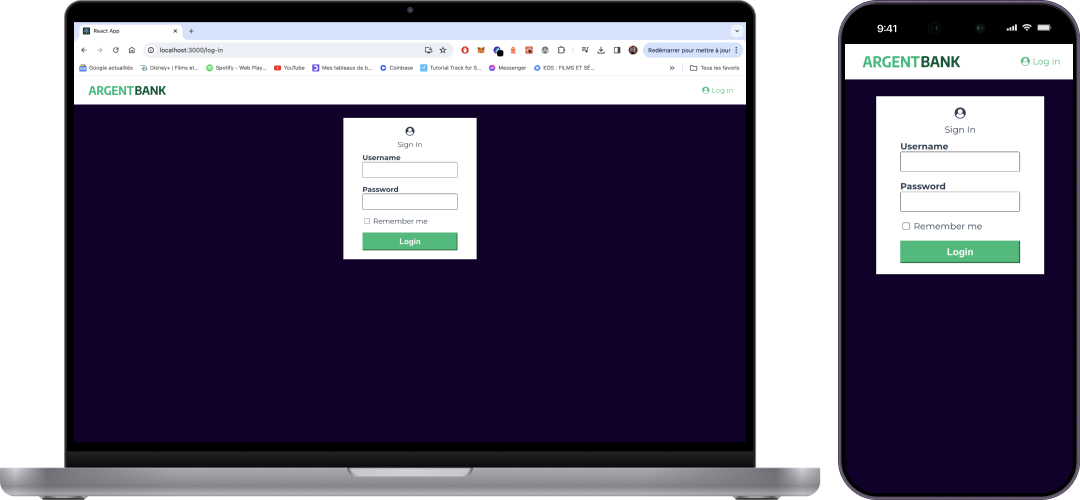 React App
localhost:3000/log-in
Redémarrer pour mettre à jour
Google actualités
Disney+ | Films et...
Spotify - Web Play...
YouTube
Mes tableaux de b...
Coinbase
Tutorial Track for S...
Messenger
EOS : FILMS ET SÉ...
»
Tous les favoris
ARGENTBANK
Log in
Sign In
Username
Password
Remember me
Login
9:41
ARGENTBANK
Log in
Sign In
Username
Password
Remember me
Login